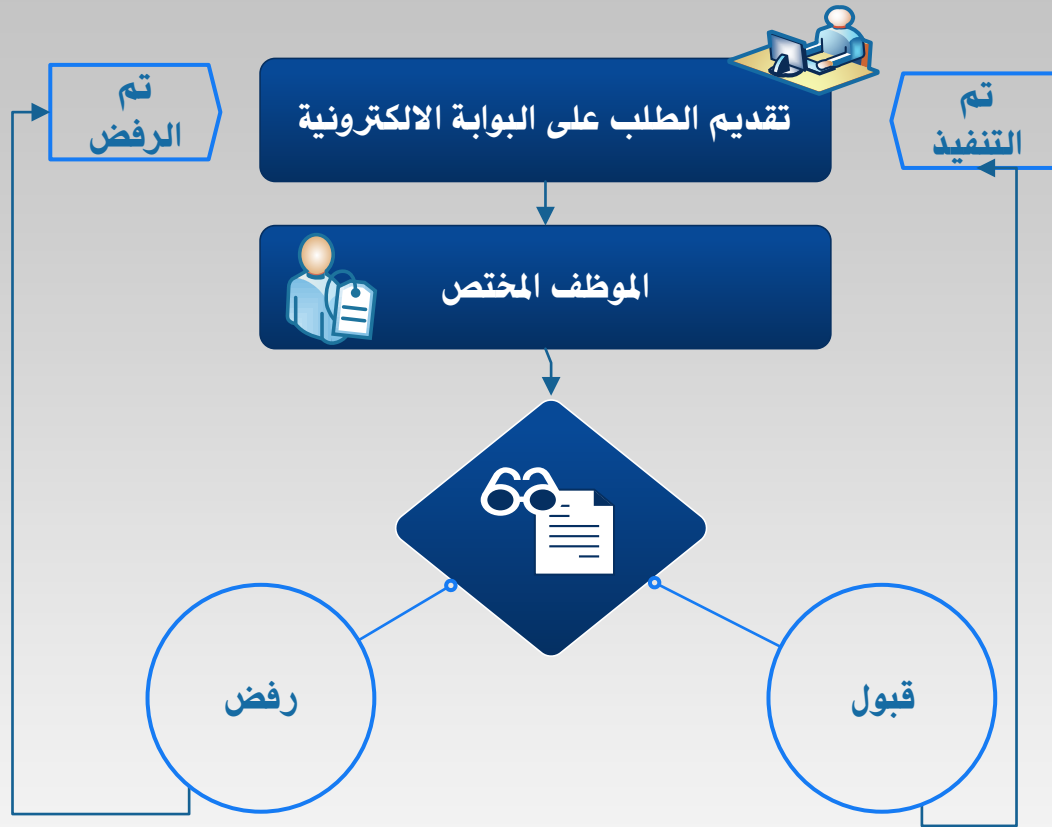 تقديم الطلب على البوابة الالكترونية
تم
التنفيذ
تم
الرفض
الموظف المختص
قبول
رفض